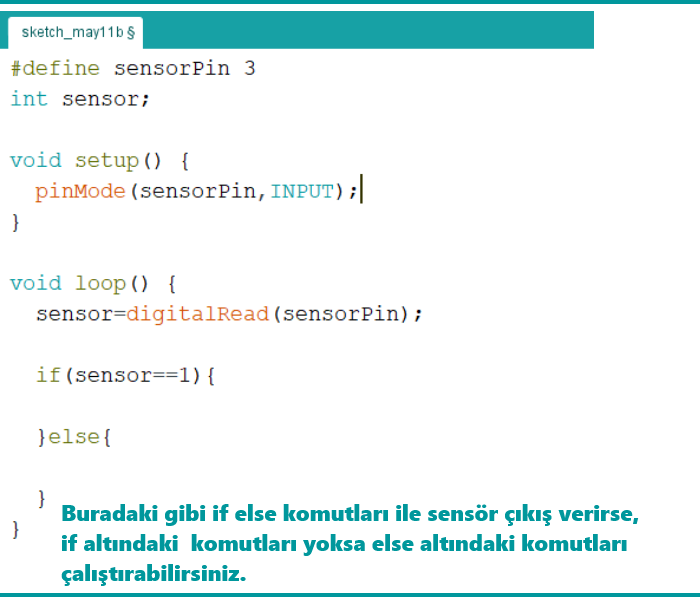 sketch_may11b §
#define sensorPin 3
int sensor;
void setup() {
pinMode(sensorPin,INPUT);
}
void loop() {
sensor=digitalRead(sensorPin);
if(sensor==1){
}else{
}
}
Buradaki gibi if else komutları ile sensör çıkış verirse,
if altındaki komutları yoksa else altındaki komutları
çalıştırabilirsiniz.